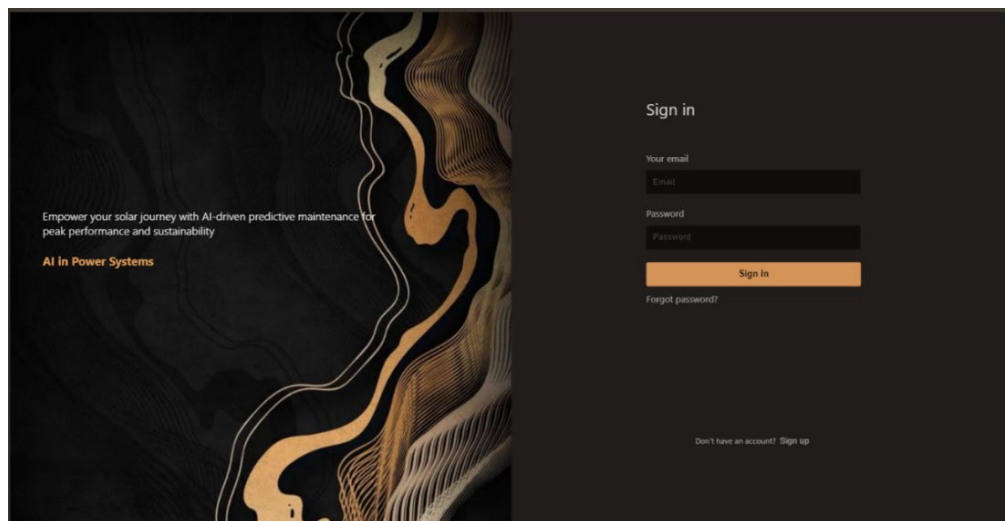 Empower your solar journey with AI-driven predictive maintenance for
peak performance and sustainability
AI in Power Systems
Sign in
Your email
Email
Password
Password
Sign in
Forgot password?
Don't have an account? Sign up